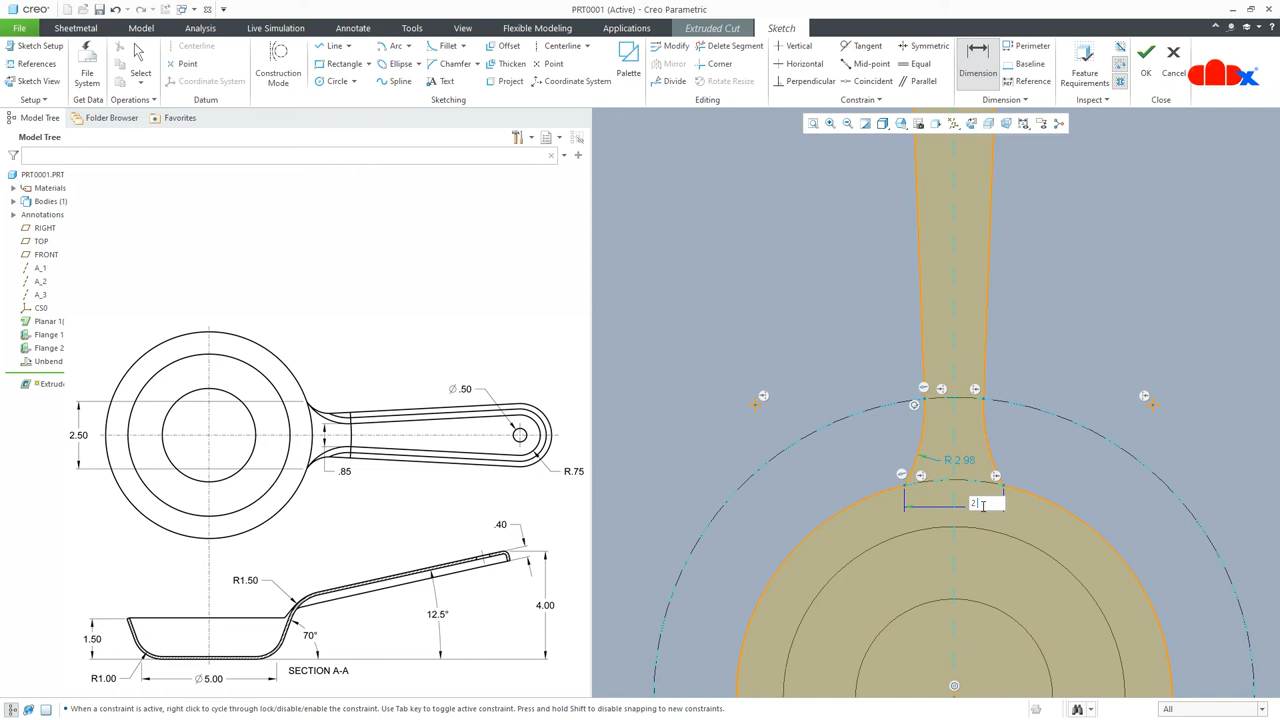 creo
PRT0001 (Active) - Creo Parametric
File
Sheetmetal
Model
Analysis
Live Simulation
Annotate
Tools
View
Flexible Modeling
Applications
Extruded Cut
Sketch
Sketch Setup
References
Sketch View
Setup
File System
Get Data
Select
Operations
Centerline
Point
Coordinate System
Datum
Construction Mode
Line
Rectangle
Circle
Arc
Ellipse
Spline
Fillet
Chamfer
Text
Offset
Thicken
Project
Centerline
Point
Coordinate System
Palette
Sketching
Modify
Mirror
Divide
Delete Segment
Corner
Rotate Resize
Editing
Vertical
Horizontal
Perpendicular
Tangent
Mid-point
Coincident
Symmetric
Equal
Parallel
Constrain
Dimension
Perimeter
Baseline
Reference
Dimension
Feature Requirements
Inspect
OK
Cancel
Close
Model Tree
Folder Browser
Favorites
Model Tree
PRT0001.PRT
Materials
Bodies (1)
Annotations
RIGHT
TOP
FRONT
A_1
A_2
A_3
CS0
Planar 1(
Flange 1
Flange 2
Unbend
Extrude
Ø.50
2.50
.85
R.75
.40
R1.50
4.00
12.5°
1.50
70°
R1.00
Ø5.00
SECTION A-A
R 2.98
2
When a constraint is active, right click to cycle through lock/disable/enable the constraint. Use Tab key to toggle active constraint. Press and hold Shift to disable snapping to new constraints.
All